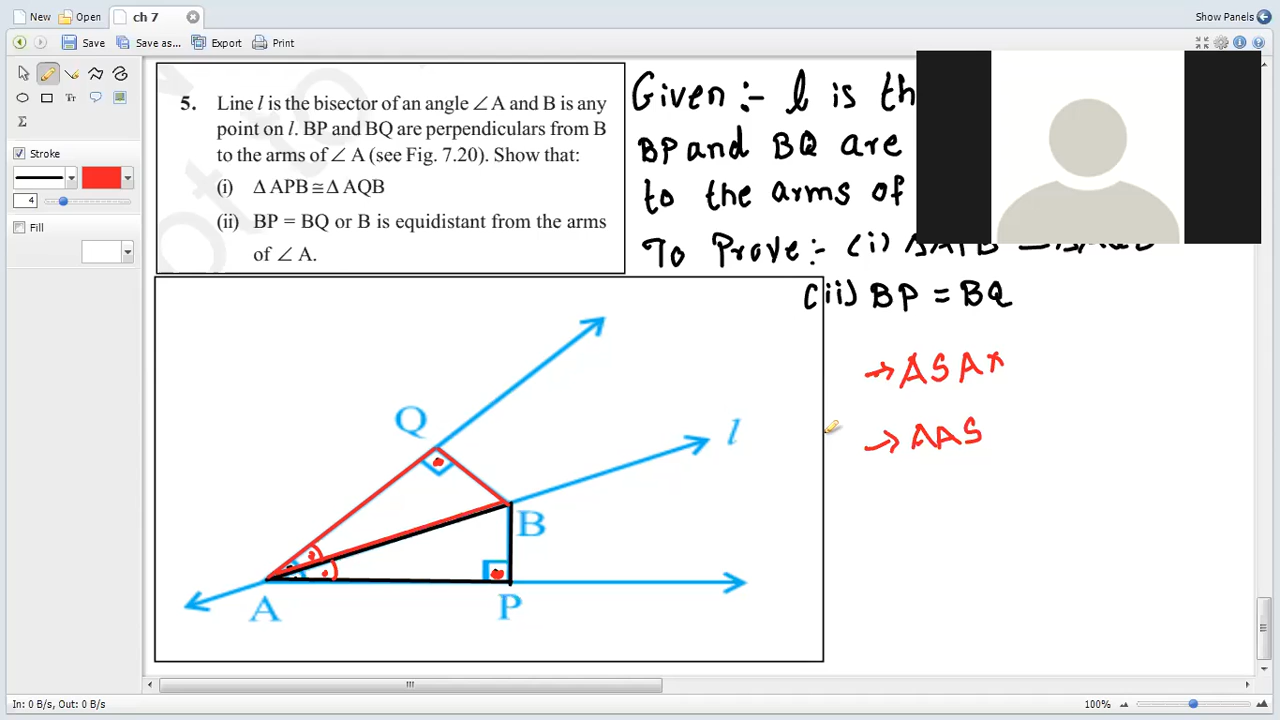 New Open ch 7 Show Panels
Save Save as... Export Print
Stroke
4
Fill
5. Line l is the bisector of an angle ∠ A and B is any
point on l. BP and BQ are perpendiculars from B
to the arms of ∠ A (see Fig. 7.20). Show that:
(i) Δ APB ≅ Δ AQB
(ii) BP = BQ or B is equidistant from the arms
of ∠ A.
Given :- l is th
BP and BQ are
to the arms of
To Prove :- (i)
(ii) BP = BQ
→ ASA x
→ AAS
Q
l
B
A
P
Tr
Σ
In: 0 B/s, Out: 0 B/s 100%